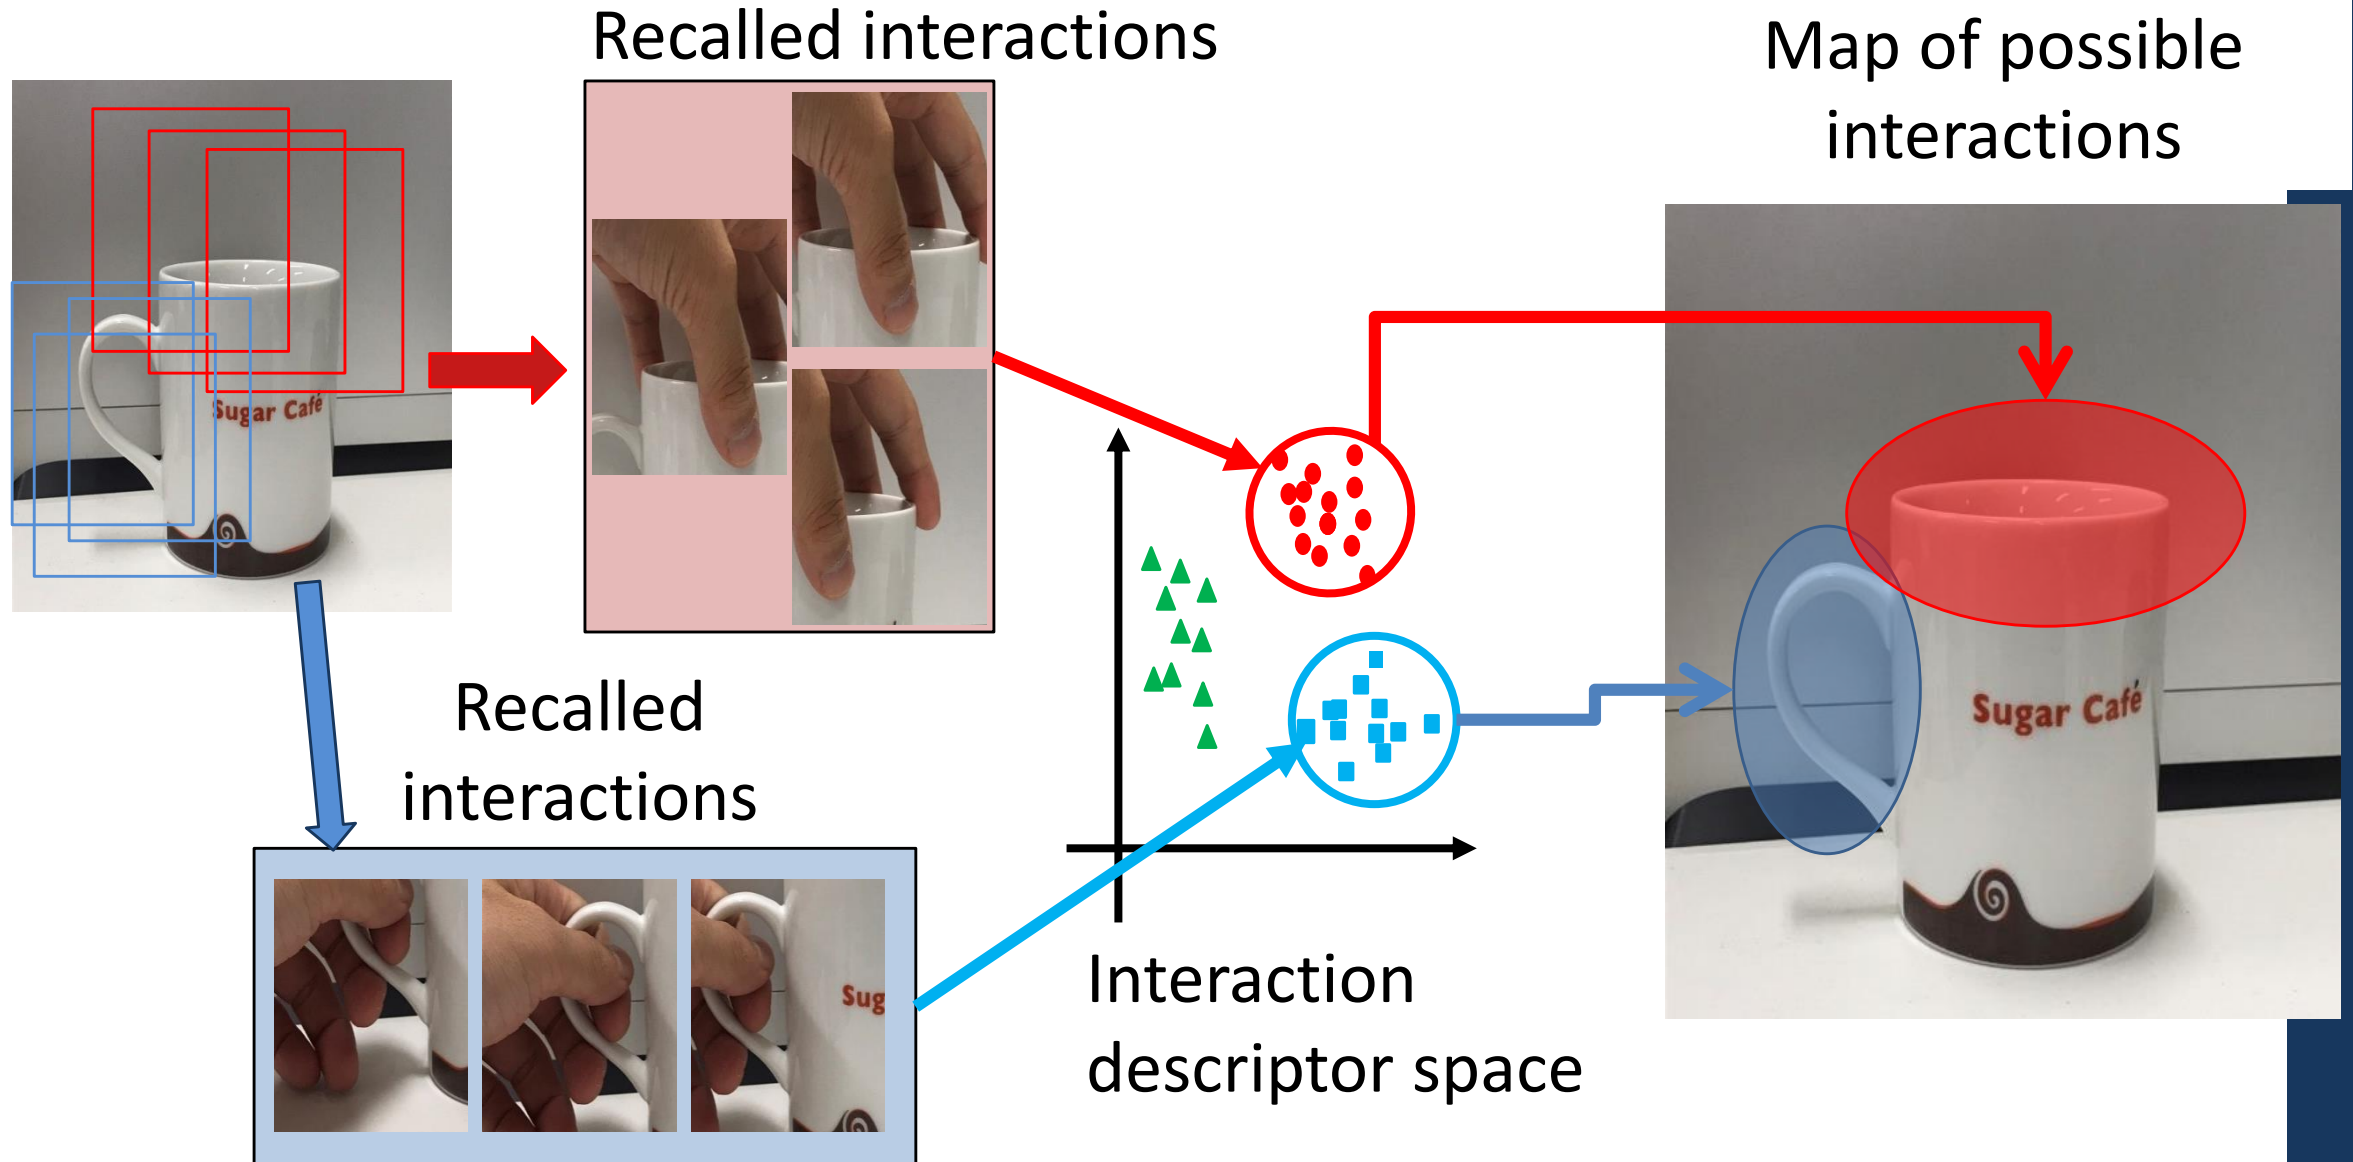 Recalled interactions
Map of possible
interactions
Sugar Café
Recalled
interactions
Sugar Café
Sug
Interaction
descriptor space